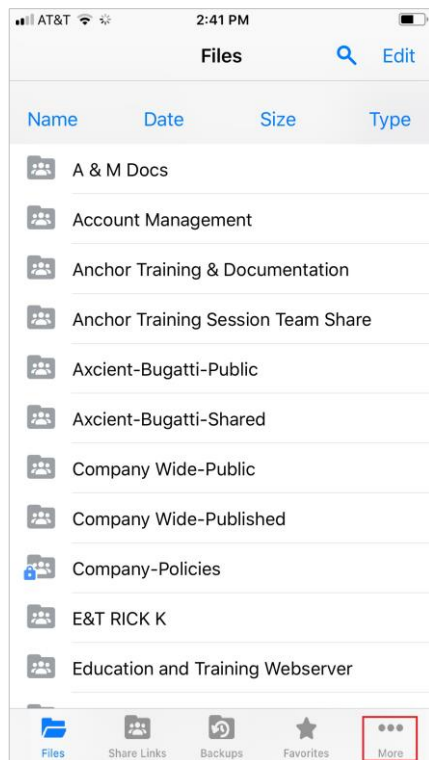 AT&T 2:41 PM
Files Edit
Name Date Size Type
A & M Docs
Account Management
Anchor Training & Documentation
Anchor Training Session Team Share
Axcient-Bugatti-Public
Axcient-Bugatti-Shared
Company Wide-Public
Company Wide-Published
Company-Policies
E&T RICK K
Education and Training Webserver
Files Share Links Backups Favorites More